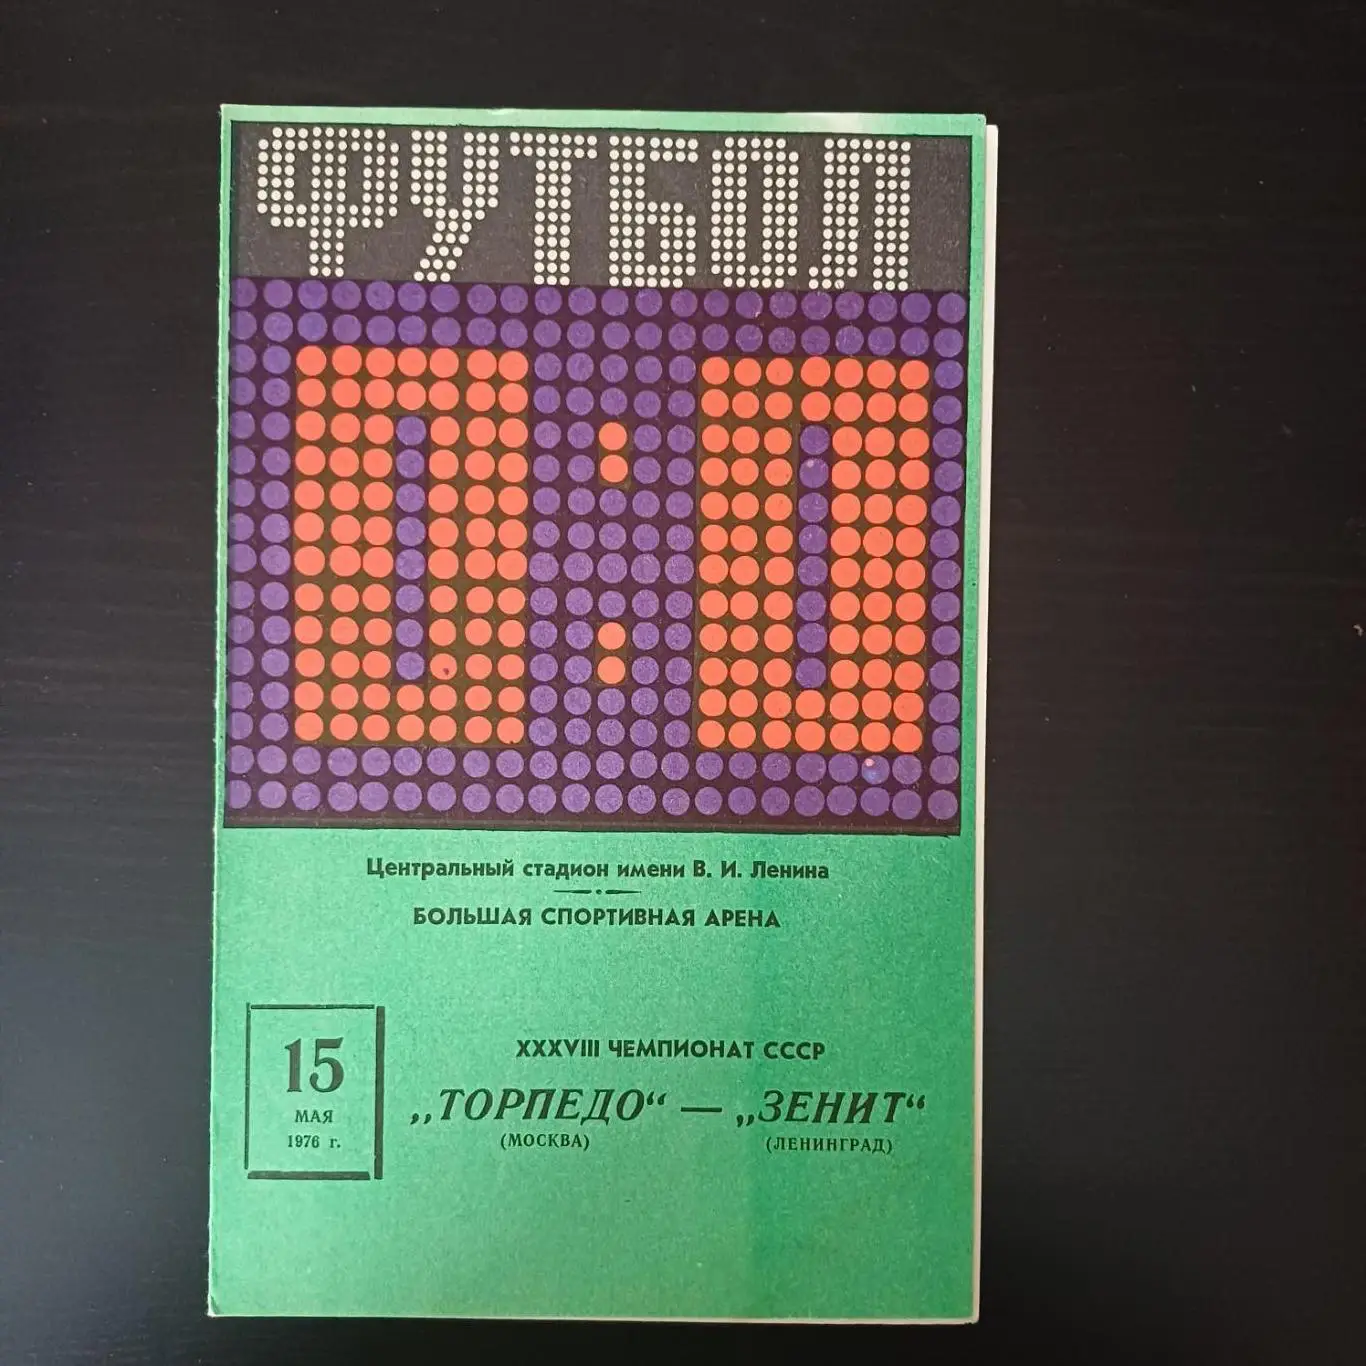 ФУТБОЛ
0:0
Центральный стадион имени В. И. Ленина
БОЛЬШАЯ СПОРТИВНАЯ АРЕНА
15
МАЯ
1976 г.
XXXVIII ЧЕМПИОНАТ СССР
„ТОРПЕДО“ — „ЗЕНИТ“
(МОСКВА) (ЛЕНИНГРАД)